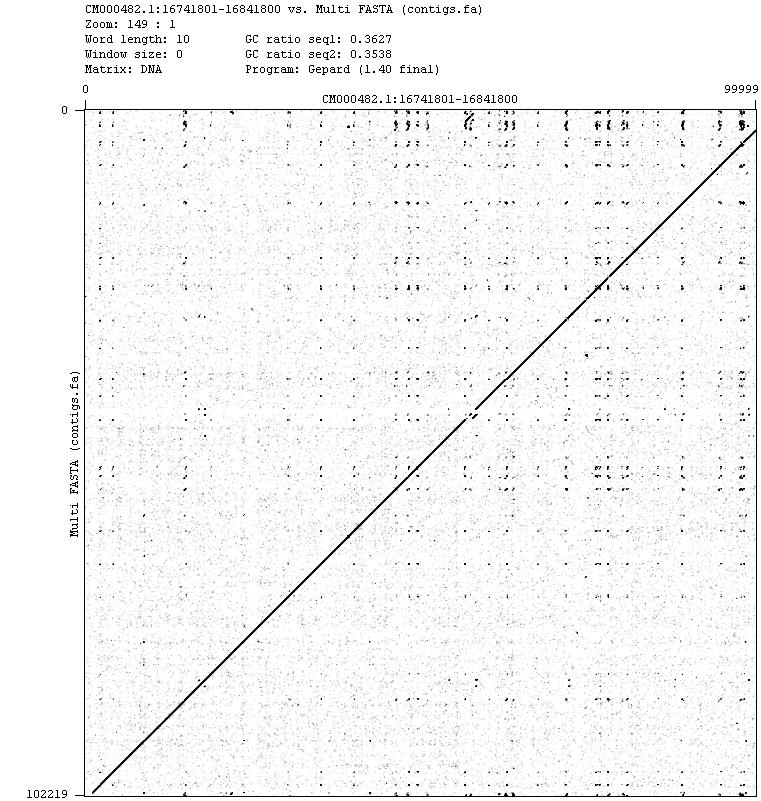 CM000482.1:16741801-16841800 vs. Multi FASTA (contigs.fa)
Zoom: 149 : 1
Word length: 10 GC ratio seq1: 0.3627
Window size: 0 GC ratio seq2: 0.3538
Matrix: DNA Program: Gepard (1.40 final)
0 99999
CM000482.1:16741801-16841800
0
Multi FASTA (contigs.fa)
102219